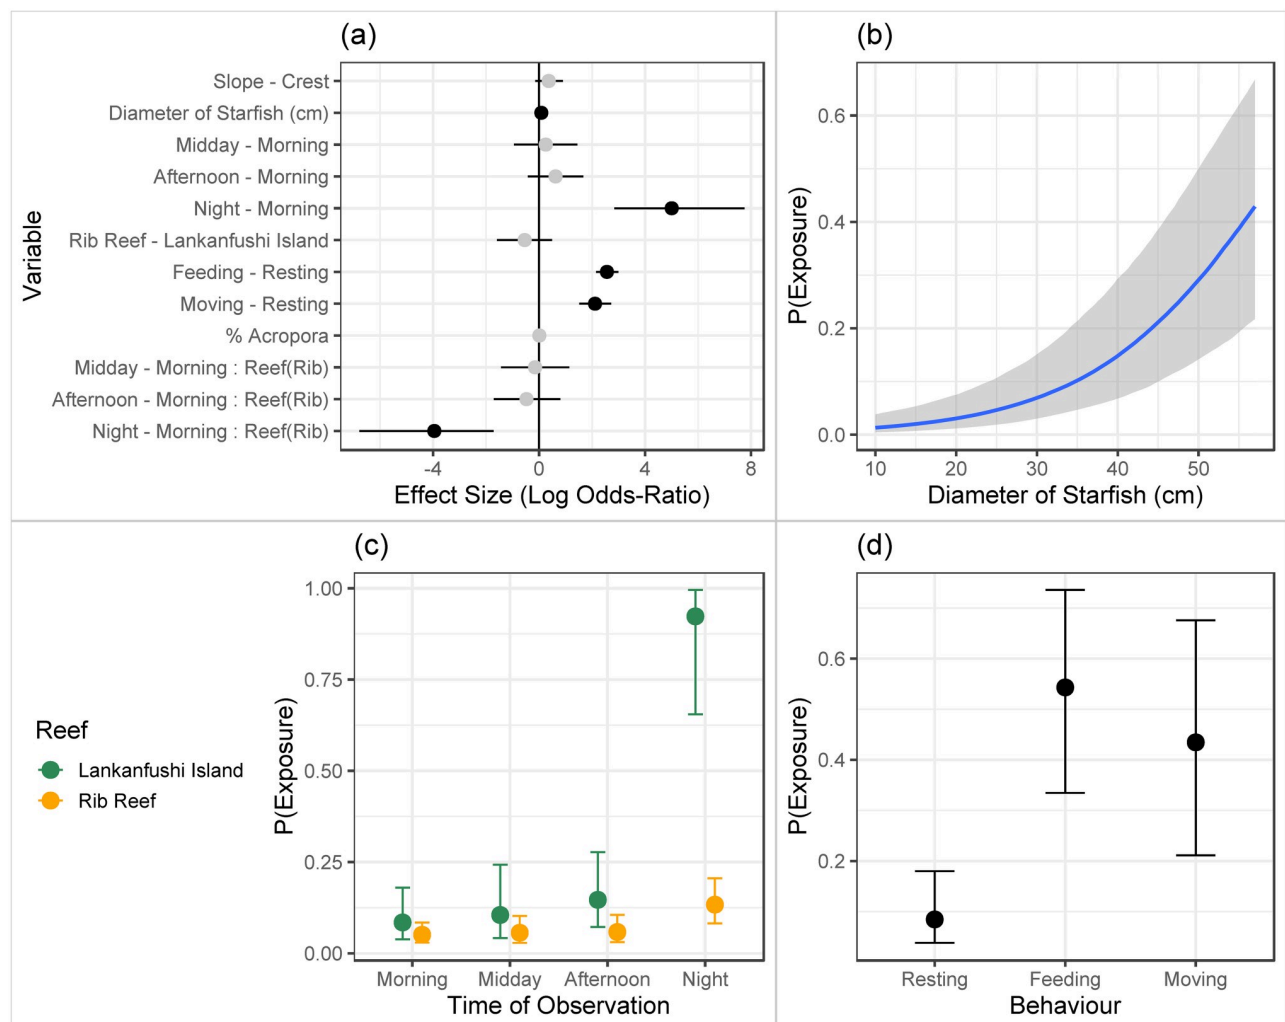 (a)
Variable
Slope - Crest
Diameter of Starfish (cm)
Midday - Morning
Afternoon - Morning
Night - Morning
Rib Reef - Lankanfushi Island
Feeding - Resting
Moving - Resting
% Acropora
Midday - Morning : Reef(Rib)
Afternoon - Morning : Reef(Rib)
Night - Morning : Reef(Rib)
-4 0 4 8
Effect Size (Log Odds-Ratio)
(b)
P(Exposure)
0.6
0.4
0.2
0.0
10 20 30 40 50
Diameter of Starfish (cm)
(c)
Reef
Lankanfushi Island
Rib Reef
P(Exposure)
1.00
0.75
0.50
0.25
0.00
Morning Midday Afternoon Night
Time of Observation
(d)
P(Exposure)
0.6
0.4
0.2
Resting Feeding Moving
Behaviour